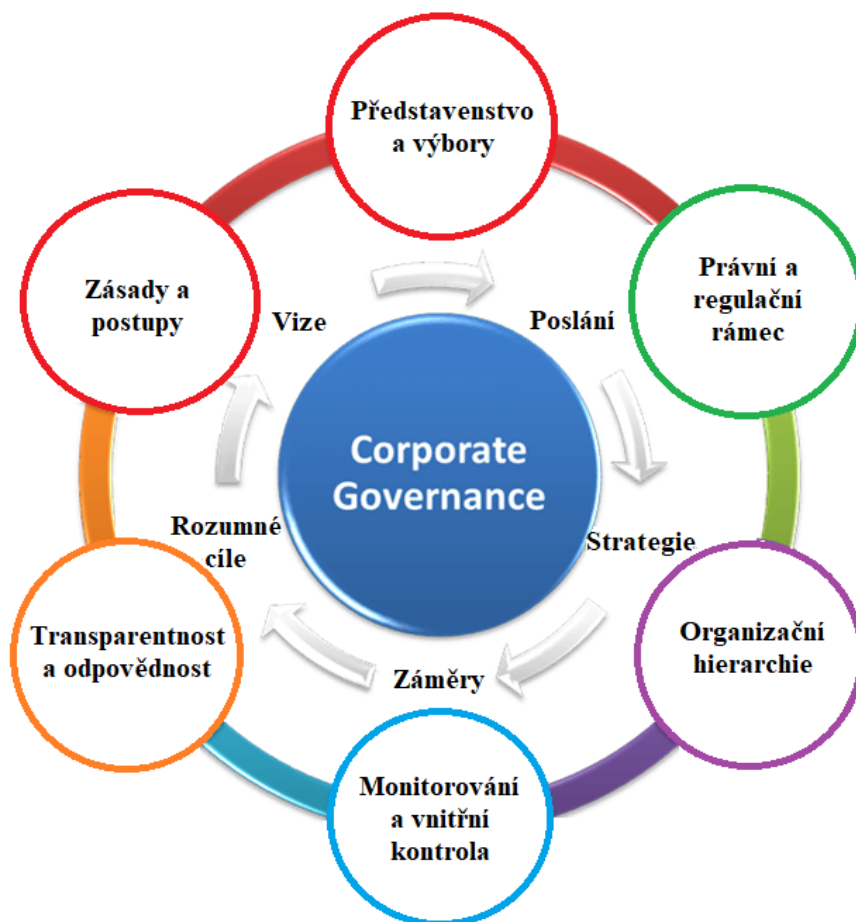 Představenstvo
a výbory
Zásady a
postupy
Právní a
regulační
rámec
Vize
Poslání
Corporate
Governance
Rozumné
cíle
Strategie
Transparentnost
a odpovědnost
Organizační
hierarchie
Záměry
Monitorování
a vnitřní
kontrola